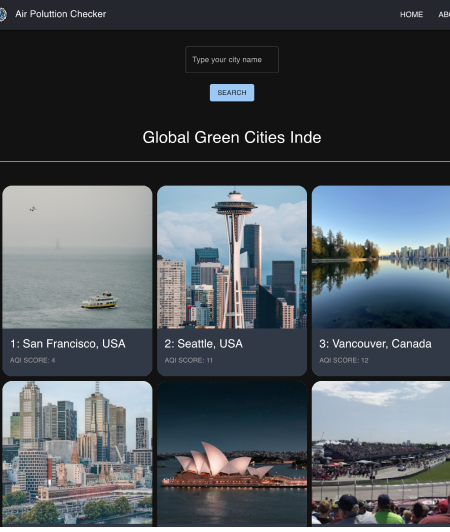 Air Poluttion Checker
HOME
AB
Type your city name
SEARCH
Global Green Cities Inde
1: San Francisco, USA
AQI SCORE: 4
2: Seattle, USA
AQI SCORE: 11
3: Vancouver, Canada
AQI SCORE: 12